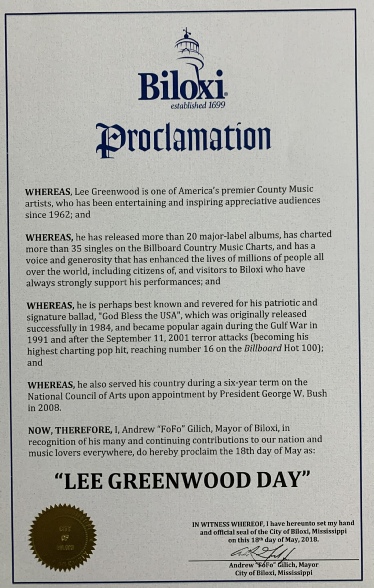 Biloxi®
established 1699
Proclamation
WHEREAS, Lee Greenwood is one of America's premier County Music
artists, who has been entertaining and inspiring appreciative audiences
since 1962; and
WHEREAS, he has released more than 20 major-label albums, has charted
more than 35 singles on the Billboard Country Music Charts, and has a
voice and generosity that has enhanced the lives of millions of people all
over the world, including citizens of, and visitors to Biloxi who have
always strongly support his performances; and
WHEREAS, he is perhaps best known and revered for his patriotic and
signature ballad, "God Bless the USA", which was originally released
successfully in 1984, and became popular again during the Gulf War in
1991 and after the September 11, 2001 terror attacks (becoming his
highest charting pop hit, reaching number 16 on the Billboard Hot 100);
and
WHEREAS, he also served his country during a six-year term on the
National Council of Arts upon appointment by President George W. Bush
in 2008.
NOW, THEREFORE, I, Andrew "FoFo" Gilich, Mayor of Biloxi, in
recognition of his many and continuing contributions to our nation and
music lovers everywhere, do hereby proclaim the 18th day of May as:
"LEE GREENWOOD DAY"
IN WITNESS WHEREOF, I have hereunto set my hand
and official seal of the City of Biloxi, Mississippi
on this 18th day of May, 2018.
Andrew "FoFo" Gilich, Mayor
City of Biloxi, Mississippi